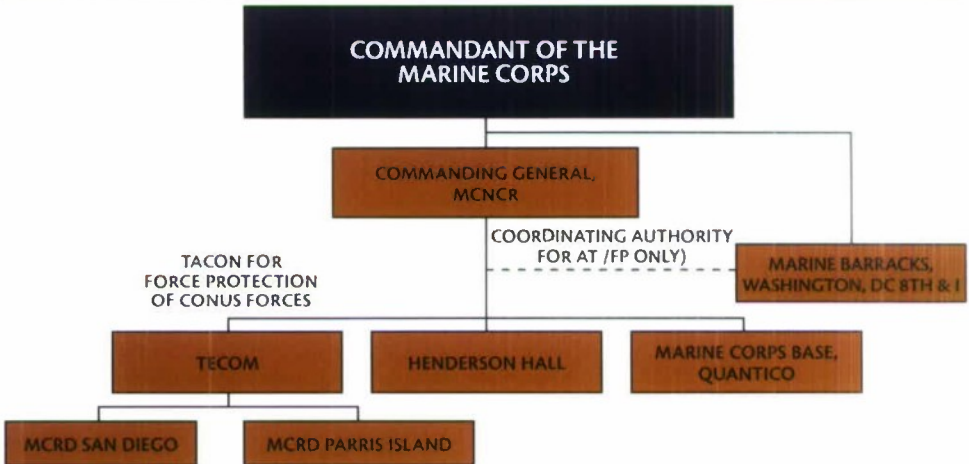 COMMANDANT OF THE
MARINE CORPS
COMMANDING GENERAL,
MCNCR
COORDINATING AUTHORITY
FOR AT /FP ONLY)
MARINE BARRACKS,
WASHINGTON, DC 8TH & I
TACON FOR
FORCE PROTECTION
OF CONUS FORCES
TECOM
HENDERSON HALL
MARINE CORPS BASE,
QUANTICO
MCRD SAN DIEGO
MCRD PARRIS ISLAND